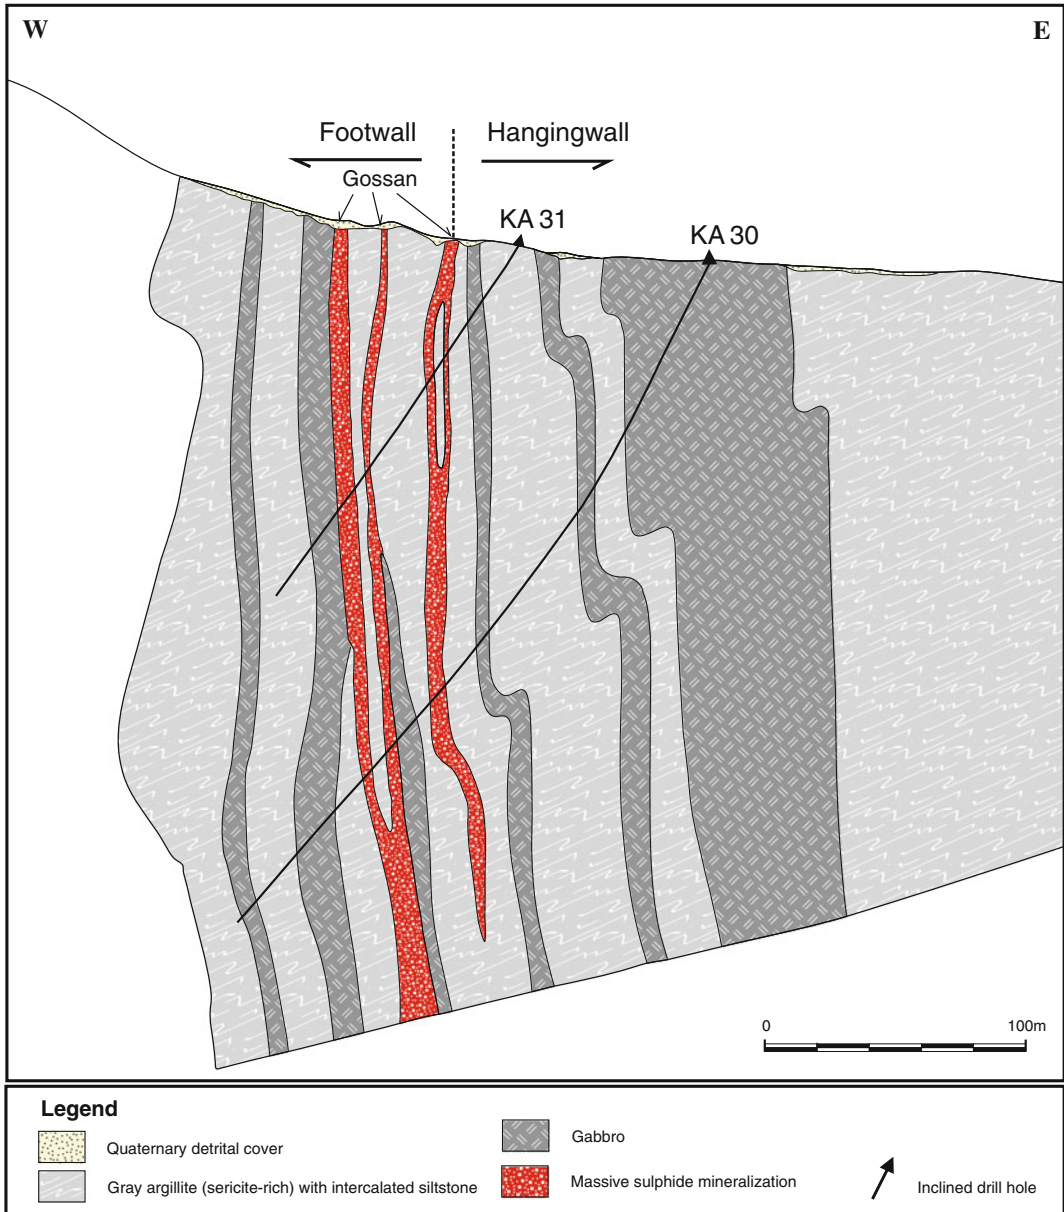 W
E
Footwall
Hangingwall
Gossan
KA 31
KA 30
0
100m
Legend
Quaternary detrital cover
Gabbro
Gray argillite (sericite-rich) with intercalated siltstone
Massive sulphide mineralization
Inclined drill hole